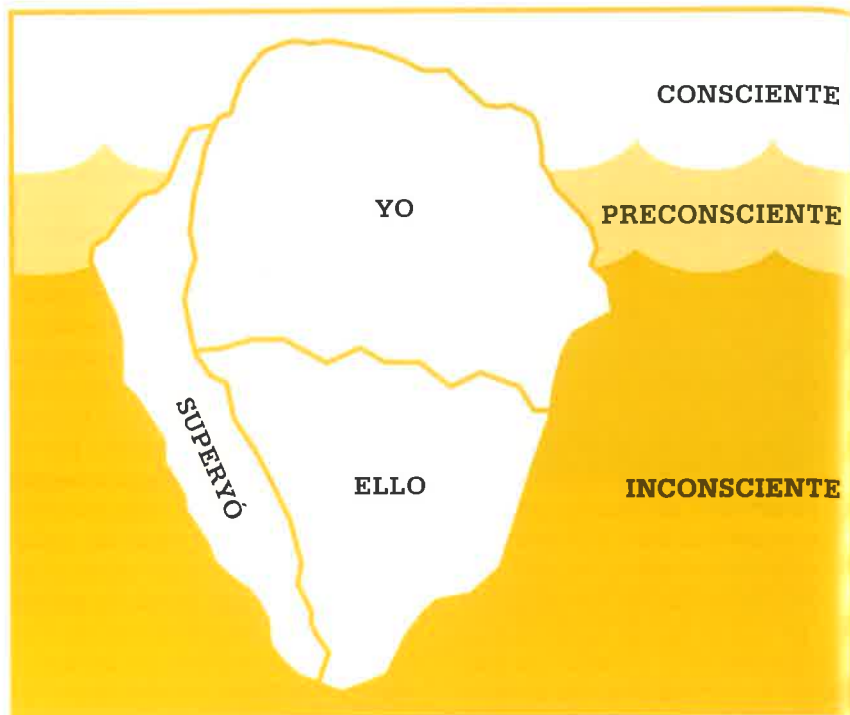 CONSCIENTE
YO
PRECONSCIENTE
SUPERYÓ
ELLO
INCONSCIENTE